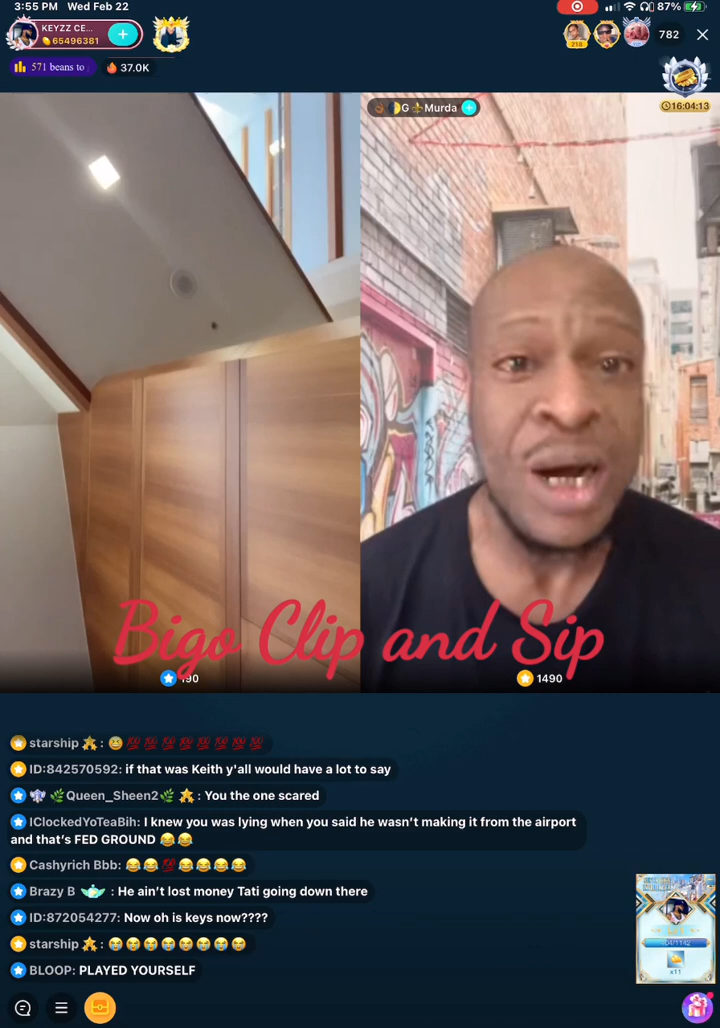 3:55 PM Wed Feb 22
87%
KEYZZ CE...
65496381
218
782
571 beans to
37.0K
G Murda
16:04:13
Bigo Clip and Sip
190
1490
starship : 😅 💯 💯 💯 💯 💯 💯 💯 💯
ID:842570592: if that was Keith y'all would have a lot to say
Queen_Sheen2 : You the one scared
IClockedYoTeaBih: I knew you was lying when you said he wasn't making it from the airport
and that's FED GROUND 😂😂
Cashyrich Bbb: 😂😂💯😂😂😂😂
Brazy B : He ain't lost money Tati going down there
ID:872054277: Now oh is keys now????
starship : 😭😭😭😭😭😭😭😭
BLOOP: PLAYED YOURSELF
x11